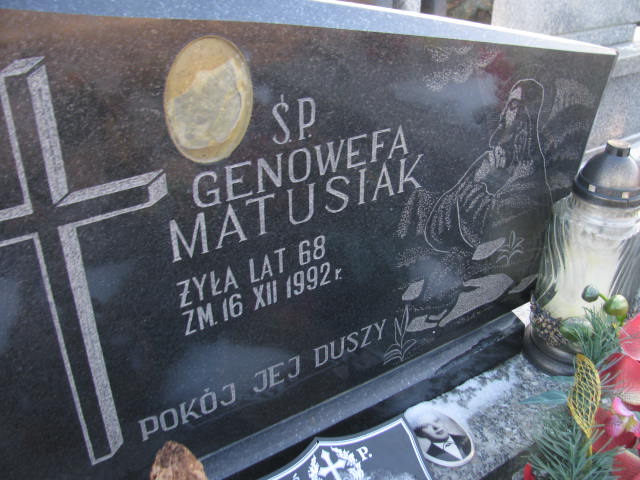 Ś.P.
GENOWEFA
MATUSIAK
ŻYŁA LAT 68
ZM. 16 XII 1992 r.
POKÓJ JEJ DUSZY
P.